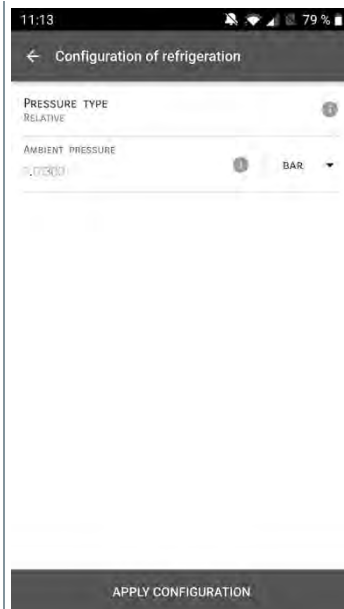 11:13 79 %
Configuration of refrigeration
PRESSURE TYPE
RELATIVE
AMBIENT PRESSURE
BAR
APPLY CONFIGURATION